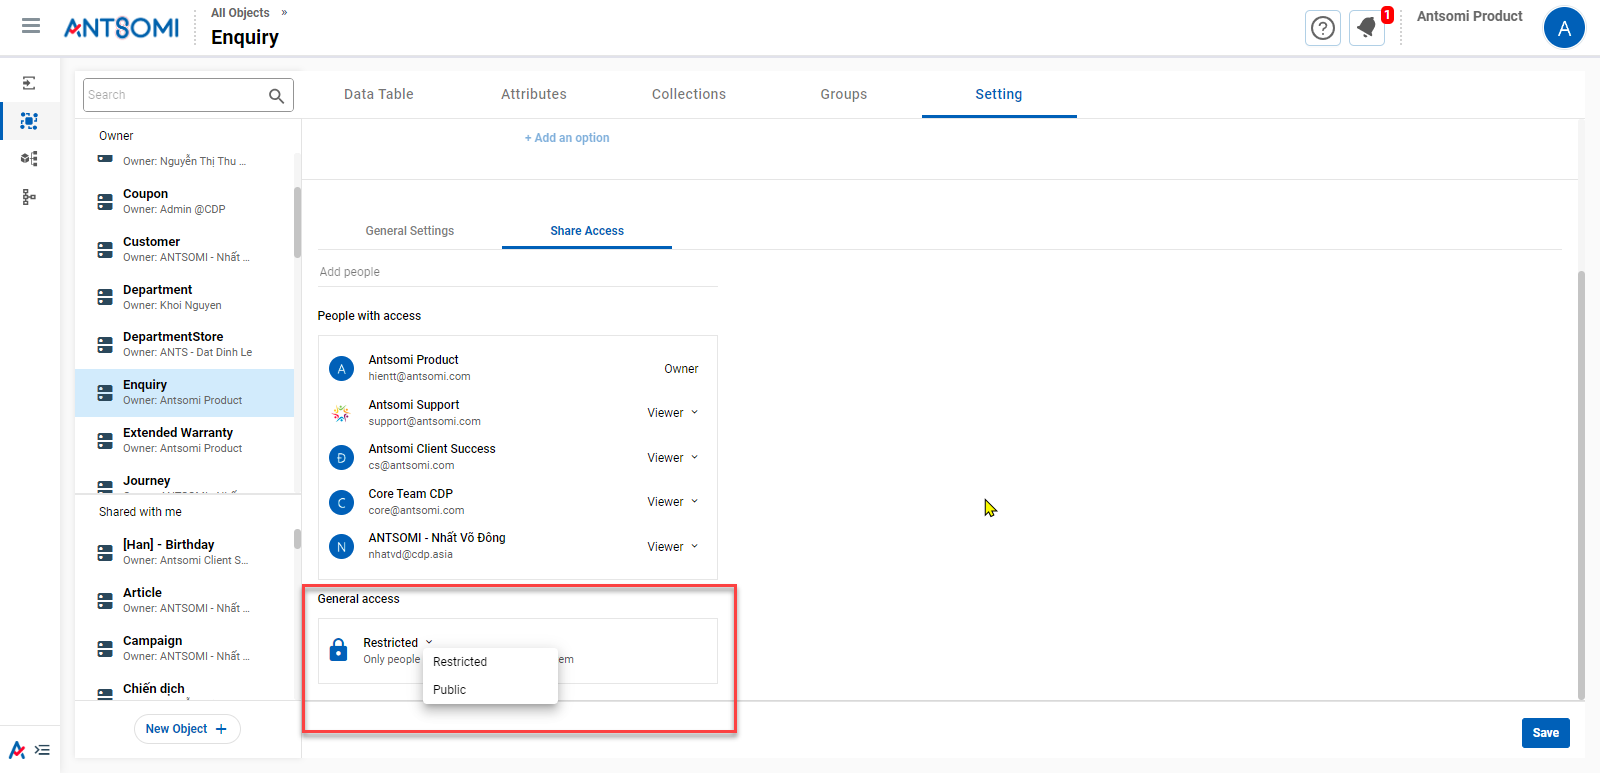 ANTSOMI
All Objects »
Enquiry
1
Antsomi Product
A
Search
Data Table
Attributes
Collections
Groups
Setting
Owner
Owner: Nguyễn Thị Thu ...
Coupon
Owner: Admin @CDP
Customer
Owner: ANTSOMI - Nhất ...
Department
Owner: Khoi Nguyen
DepartmentStore
Owner: ANTS - Dat Dinh Le
Enquiry
Owner: Antsomi Product
Extended Warranty
Owner: Antsomi Product
Journey
Shared with me
[Han] - Birthday
Owner: Antsomi Client S...
Article
Owner: ANTSOMI - Nhất ...
Campaign
Owner: ANTSOMI - Nhất ...
Chiến dịch
New Object +
+ Add an option
General Settings
Share Access
Add people
People with access
A
Antsomi Product
hientt@antsomi.com
Owner
Antsomi Support
support@antsomi.com
Viewer
Đ
Antsomi Client Success
cs@antsomi.com
Viewer
C
Core Team CDP
core@antsomi.com
Viewer
N
ANTSOMI - Nhất Võ Đông
nhatvd@cdp.asia
Viewer
General access
Restricted
Only people em
Restricted
Public
Save